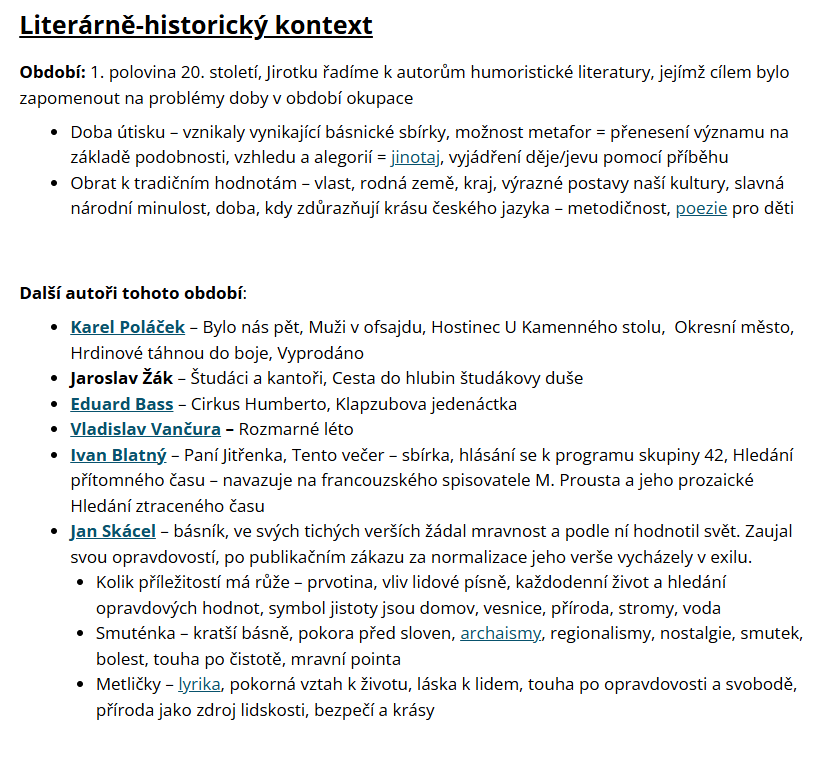 Literárně-historický kontext
Období: 1. polovina 20. století, Jirotku řadíme k autorům humoristické literatury, jejímž cílem bylo
zapomenout na problémy doby v období okupace
Doba útisku – vznikaly vynikající básnické sbírky, možnost metafor = přenesení významu na
základě podobnosti, vzhledu a alegorií = jinotaj, vyjádření děje/jevu pomocí příběhu
Obrat k tradičním hodnotám – vlast, rodná země, kraj, výrazné postavy naší kultury, slavná
národní minulost, doba, kdy zdůrazňují krásu českého jazyka – metodičnost, poezie pro děti
Další autoři tohoto období:
Karel Poláček – Bylo nás pět, Muži v ofsajdu, Hostinec U Kamenného stolu, Okresní město,
Hrdinové táhnou do boje, Vyprodáno
Jaroslav Žák – Študáci a kantoři, Cesta do hlubin študákovy duše
Eduard Bass – Cirkus Humberto, Klapzubova jedenáctka
Vladislav Vančura – Rozmarné léto
Ivan Blatný – Paní Jitřenka, Tento večer – sbírka, hlásání se k programu skupiny 42, Hledání
přítomného času – navazuje na francouzského spisovatele M. Prousta a jeho prozaické
Hledání ztraceného času
Jan Skácel – básník, ve svých tichých verších žádal mravnost a podle ní hodnotil svět. Zaujal
svou opravdovostí, po publikačním zákazu za normalizace jeho verše vycházely v exilu.
Kolik příležitostí má růže – prvotina, vliv lidové písně, každodenní život a hledání
opravdových hodnot, symbol jistoty jsou domov, vesnice, příroda, stromy, voda
Smuténka – kratší básně, pokora před sloven, archaismy, regionalismy, nostalgie, smutek,
bolest, touha po čistotě, mravní pointa
Metličky – lyrika, pokorná vztah k životu, láska k lidem, touha po opravdovosti a svobodě,
příroda jako zdroj lidskosti, bezpečí a krásy